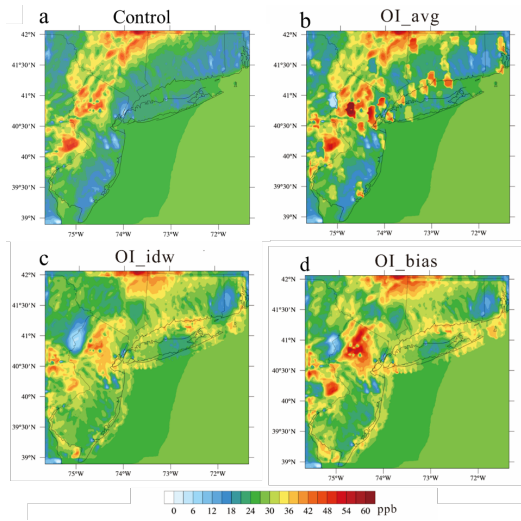 a Control
b OI_avg
42°N 42°N
41°30'N 41°30'N
41°N 41°N
40°30'N 40°30'N
40°N 40°N
39°30'N 39°30'N
39°N 39°N
75°W 74°W 73°W 72°W 75°W 74°W 73°W 72°W
c OI_idw
d OI_bias
42°N 42°N
41°30'N 41°30'N
41°N 41°N
40°30'N 40°30'N
40°N 40°N
39°30'N 39°30'N
39°N 39°N
75°W 74°W 73°W 72°W 75°W 74°W 73°W 72°W
0 6 12 18 24 30 36 42 48 54 60 ppb